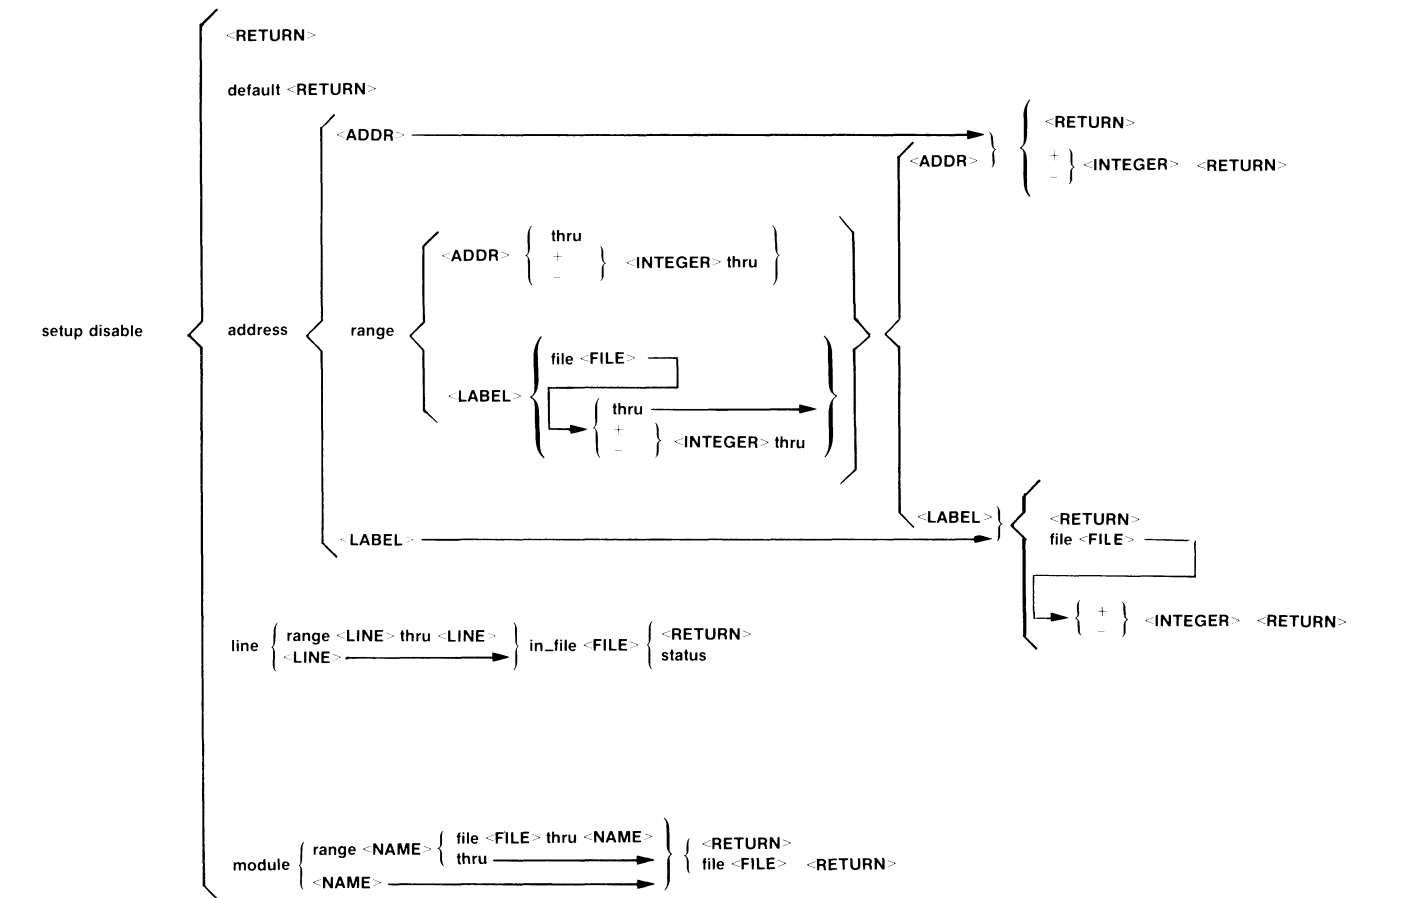 <RETURN>
default <RETURN>
<ADDR>
<RETURN>
<ADDR>
+
<INTEGER> <RETURN>
-
thru
<ADDR>
+
<INTEGER> thru
-
setup disable
address
range
file <FILE>
<LABEL>
thru
+
<INTEGER> thru
-
<LABEL>
<RETURN>
<LABEL>
file <FILE>
+
<INTEGER> <RETURN>
-
line
range <LINE> thru <LINE>
<LINE>
in_file <FILE>
<RETURN>
status
module
range <NAME>
file <FILE> thru <NAME>
thru
<NAME>
<RETURN>
file <FILE> <RETURN>